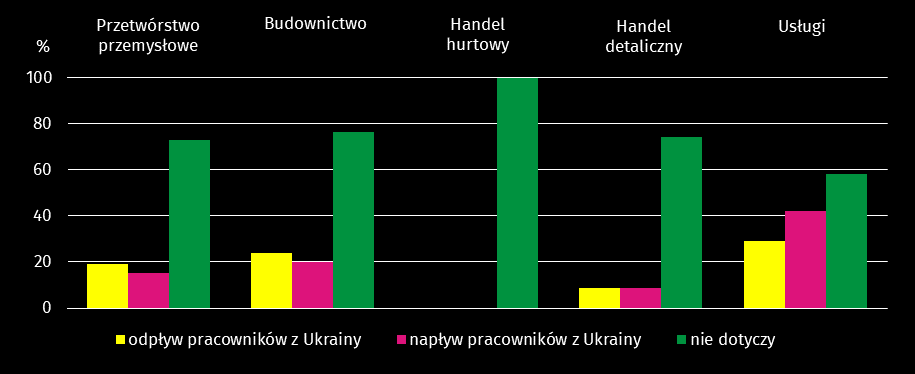 Przetwórstwo
przemysłowe
Budownictwo
Handel
hurtowy
Handel
detaliczny
Usługi
%
100
80
60
40
20
0
odpływ pracowników z Ukrainy
napływ pracowników z Ukrainy
nie dotyczy